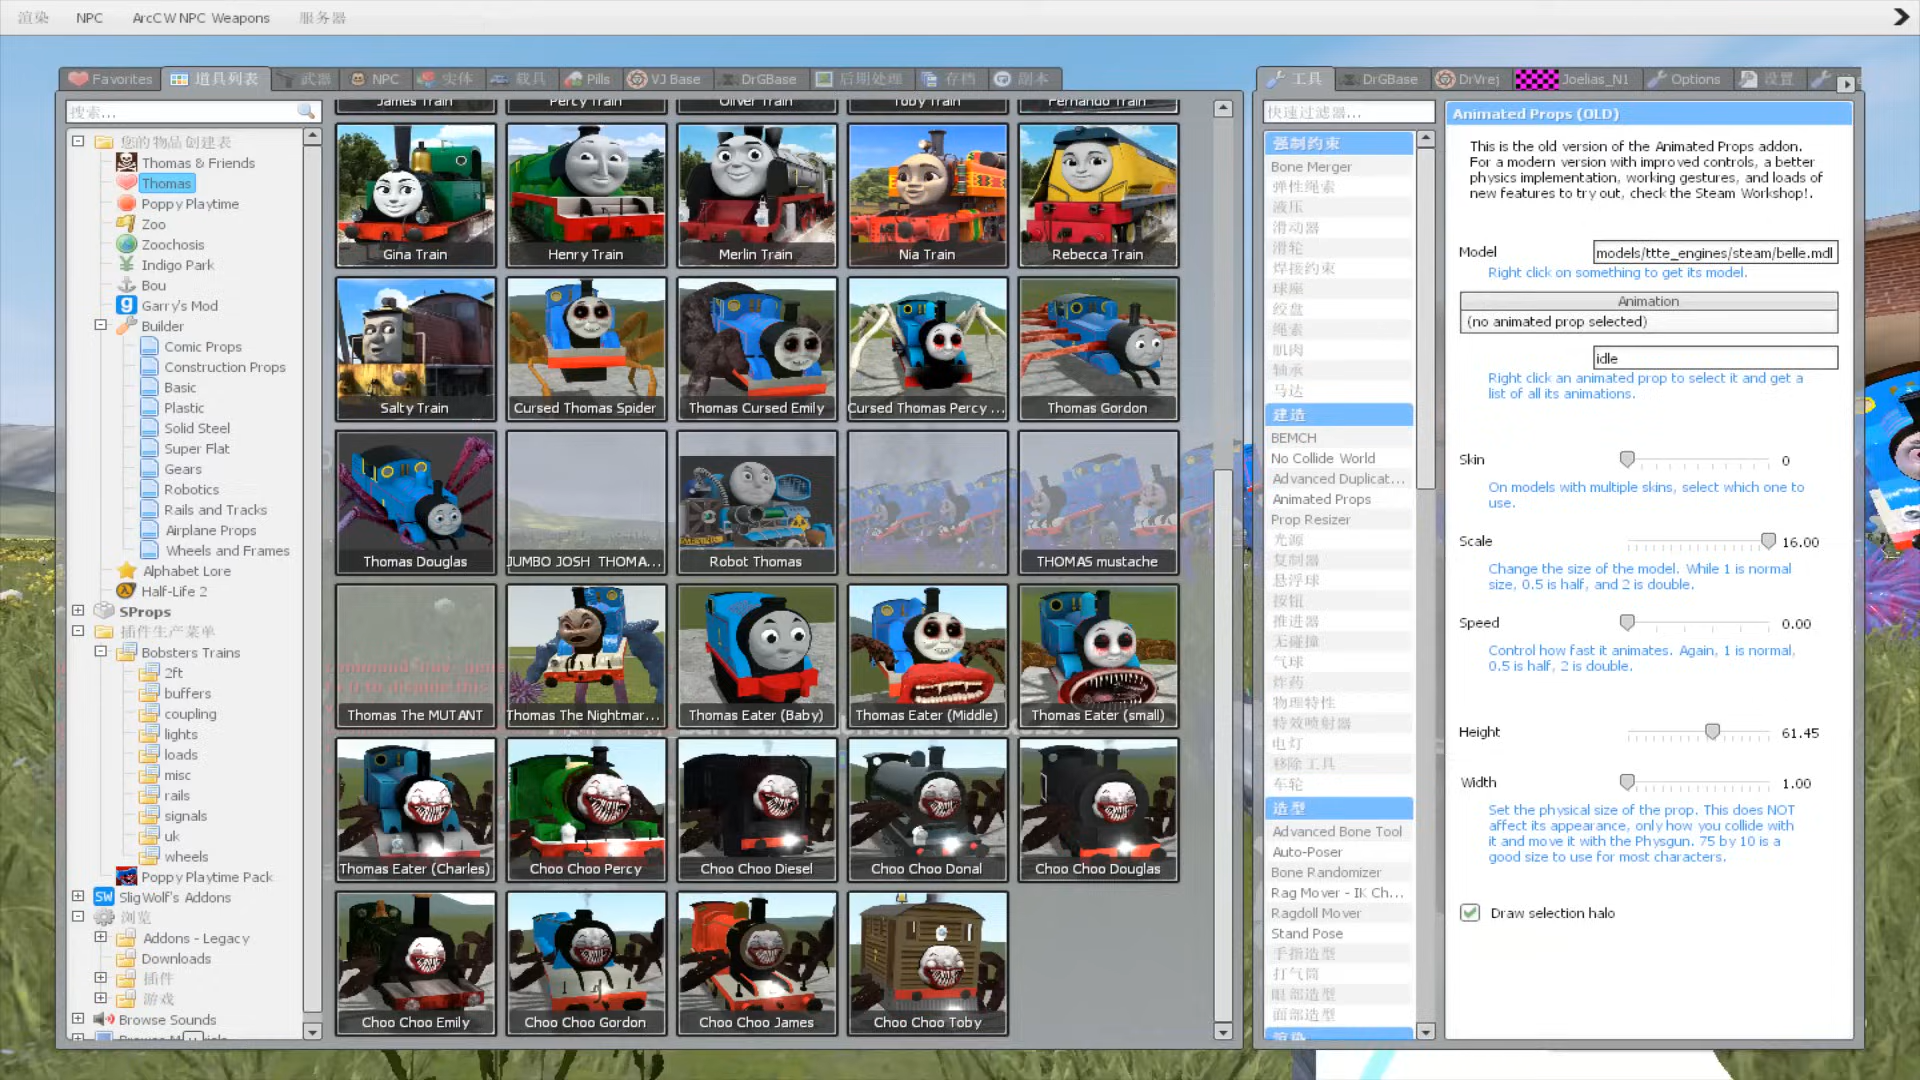 渲染
NPC
ArcCW NPC Weapons
服务器
Favorites
道具列表
武器
NPC
实体
载具
Pills
VJ Base
DrGBase
后期处理
存档
副本
工具
DrGBase
DrVrej
Joelias_N1
Options
设置
搜索...
您的物品创建表
Thomas & Friends
Thomas
Poppy Playtime
Zoo
Zoochosis
Indigo Park
Bou
Garry's Mod
Builder
Comic Props
Construction Props
Basic
Plastic
Solid Steel
Super Flat
Gears
Robotics
Rails and Tracks
Airplane Props
Wheels and Frames
Alphabet Lore
Half-Life 2
SProps
插件生产菜单
Bobsters Trains
2ft
buffers
coupling
lights
loads
misc
rails
signals
uk
wheels
Poppy Playtime Pack
SligWolf's Addons
浏览
Addons - Legacy
Downloads
插件
游戏
Browse Sounds
James Train
Percy Train
Oliver Train
Toby Train
Fernando Train
Gina Train
Henry Train
Merlin Train
Nia Train
Rebecca Train
Salty Train
Cursed Thomas Spider
Thomas Cursed Emily
Cursed Thomas Percy ...
Thomas Gordon
Thomas Douglas
JUMBO JOSH THOMA...
Robot Thomas
THOMAS mustache
Thomas The MUTANT
Thomas The Nightmar...
Thomas Eater (Baby)
Thomas Eater (Middle)
Thomas Eater (small)
Thomas Eater (Charles)
Choo Choo Percy
Choo Choo Diesel
Choo Choo Donal
Choo Choo Douglas
Choo Choo Emily
Choo Choo Gordon
Choo Choo James
Choo Choo Toby
快速过滤器...
强制约束
Bone Merger
弹性绳索
液压
滑动器
滑轮
焊接约束
球座
绞盘
绳索
肌肉
轴承
马达
建造
BEMCH
No Collide World
Advanced Duplicat...
Animated Props
Prop Resizer
光源
复制器
悬浮球
按钮
推进器
无碰撞
气球
炸药
物理特性
特效喷射器
电灯
移除工具
车轮
造型
Advanced Bone Tool
Auto-Poser
Bone Randomizer
Rag Mover - IK Ch...
Ragdoll Mover
Stand Pose
手指造型
打气筒
眼部造型
面部造型
渲染
Animated Props (OLD)
This is the old version of the Animated Props addon.
For a modern version with improved controls, a better
physics implementation, working gestures, and loads of
new features to try out, check the Steam Workshop!.
Model
models/ttte_engines/steam/belle.mdl
Right click on something to get its model.
Animation
(no animated prop selected)
idle
Right click an animated prop to select it and get a
list of all its animations.
Skin
0
On models with multiple skins, select which one to
use.
Scale
16.00
Change the size of the model. While 1 is normal
size, 0.5 is half, and 2 is double.
Speed
0.00
Control how fast it animates. Again, 1 is normal,
0.5 is half, 2 is double.
Height
61.45
Width
1.00
Set the physical size of the prop. This does NOT
affect its appearance, only how you collide with
it and move it with the Physgun. 75 by 10 is a
good size to use for most characters.
Draw selection halo